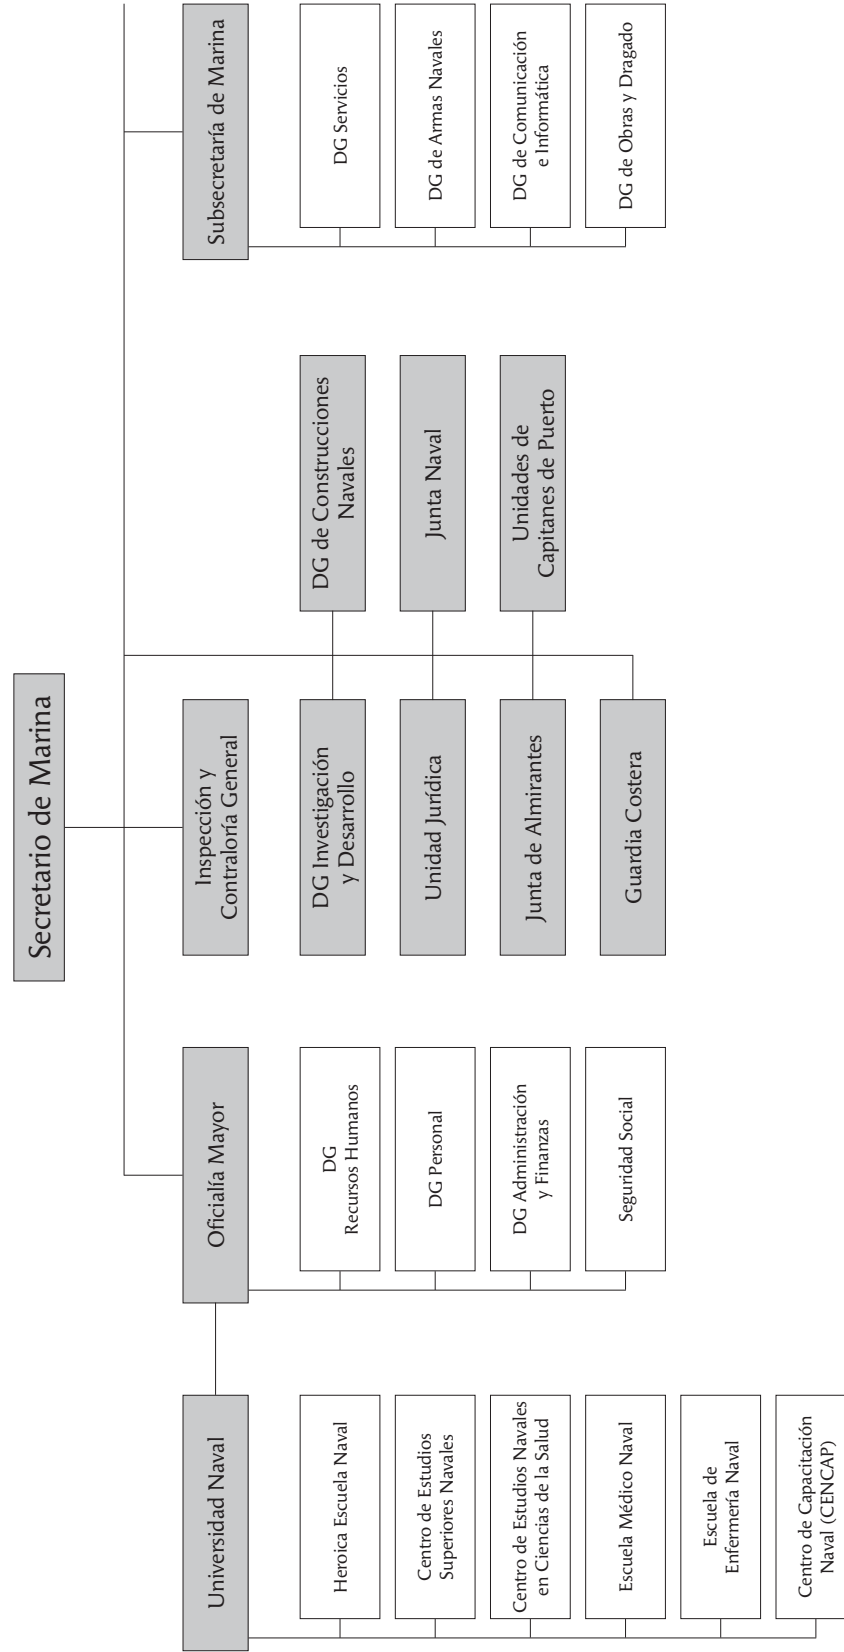 Secretario de Marina
Universidad Naval
Heroica Escuela Naval
Centro de Estudios
Superiores Navales
Centro de Estudios Navales
en Ciencias de la Salud
Escuela Médico Naval
Escuela de
Enfermería Naval
Centro de Capacitación
Naval (CENCAP)
Oficialía Mayor
DG
Recursos Humanos
DG Personal
DG Administración
y Finanzas
Seguridad Social
Inspección y
Contraloría General
DG Investigación
y Desarrollo
DG de Construcciones
Navales
Unidad Jurídica
Junta Naval
Junta de Almirantes
Unidades de
Capitanes de Puerto
Guardia Costera
Subsecretaría de Marina
DG Servicios
DG de Armas Navales
DG de Comunicación
e Informática
DG de Obras y Dragado